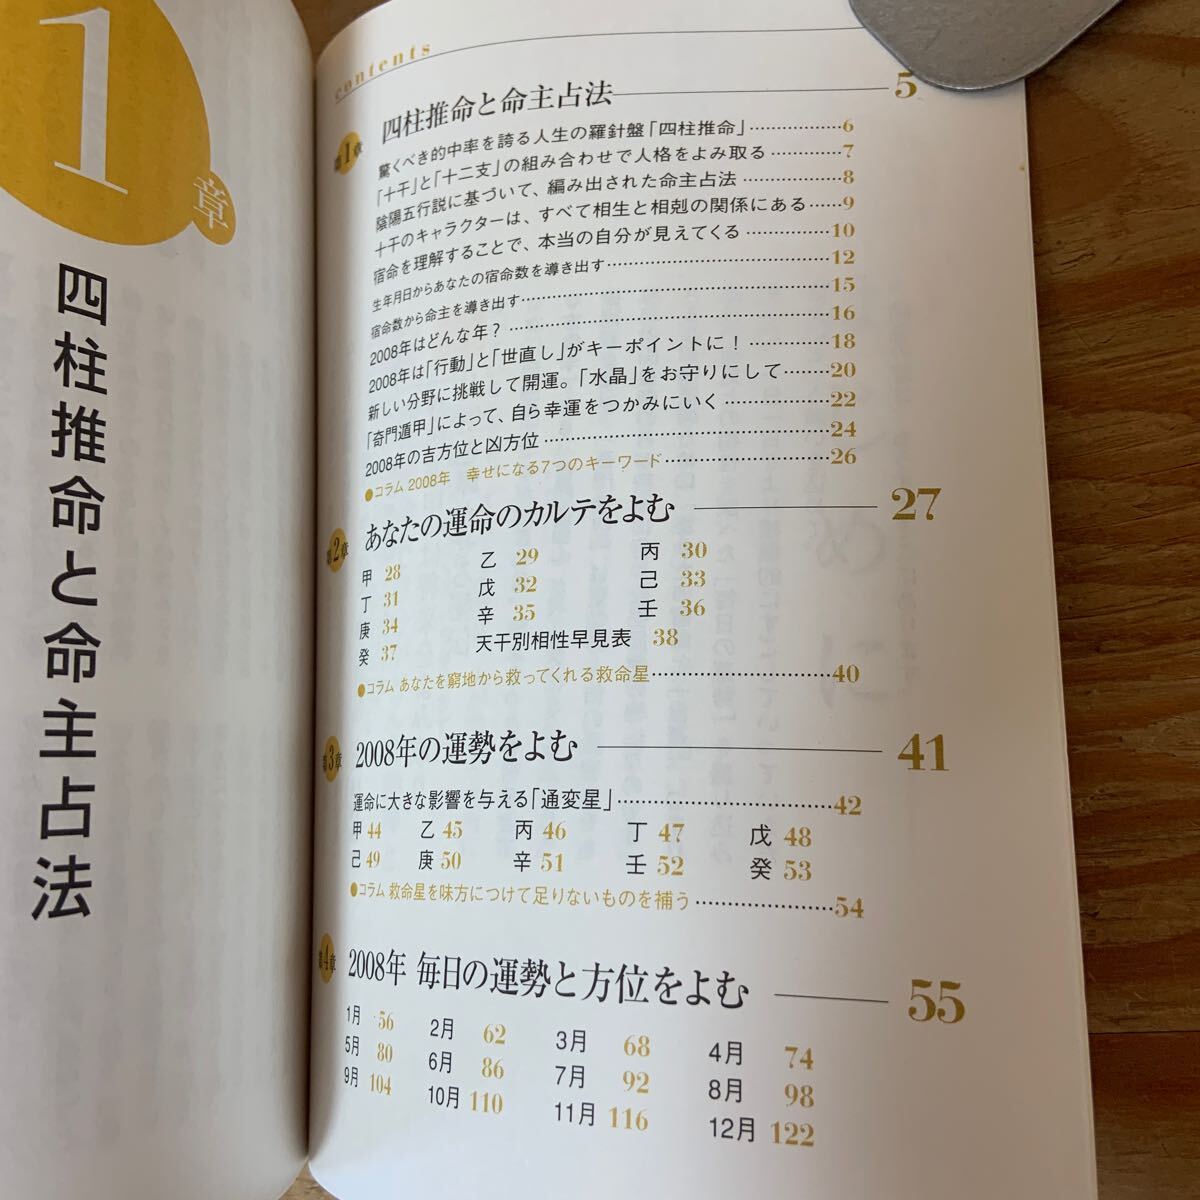 1
章
四柱推命と命主占法
contents
第1章 四柱推命と命主占法 5
驚くべき的中率を誇る人生の羅針盤「四柱推命」 6
「十干」と「十二支」の組み合わせで人格をよみ取る 7
陰陽五行説に基づいて、編み出された命主占法 8
十干のキャラクターは、すべて相生と相剋の関係にある 9
宿命を理解することで、本当の自分が見えてくる 10
生年月日からあなたの宿命数を導き出す 12
宿命数から命主を導き出す 15
2008年はどんな年? 16
2008年は「行動」と「世直し」がキーポイントに! 18
新しい分野に挑戦して開運。「水晶」をお守りにして 20
「奇門遁甲」によって、自ら幸運をつかみにいく 22
2008年の吉方位と凶方位 24
●コラム 2008年 幸せになる7つのキーワード 26
第2章 あなたの運命のカルテをよむ 27
甲 28 乙 29 丙 30
丁 31 戊 32 己 33
庚 34 辛 35 壬 36
癸 37 天干別相性早見表 38
●コラム あなたを窮地から救ってくれる救命星 40
第3章 2008年の運勢をよむ 41
運命に大きな影響を与える「通変星」 42
甲 44 乙 45 丙 46 丁 47 戊 48
己 49 庚 50 辛 51 壬 52 癸 53
●コラム 救命星を味方につけて足りないものを補う 54
第4章 2008年 毎日の運勢と方位をよむ 55
1月 56 2月 62 3月 68 4月 74
5月 80 6月 86 7月 92 8月 98
9月 104 10月 110 11月 116 12月 122